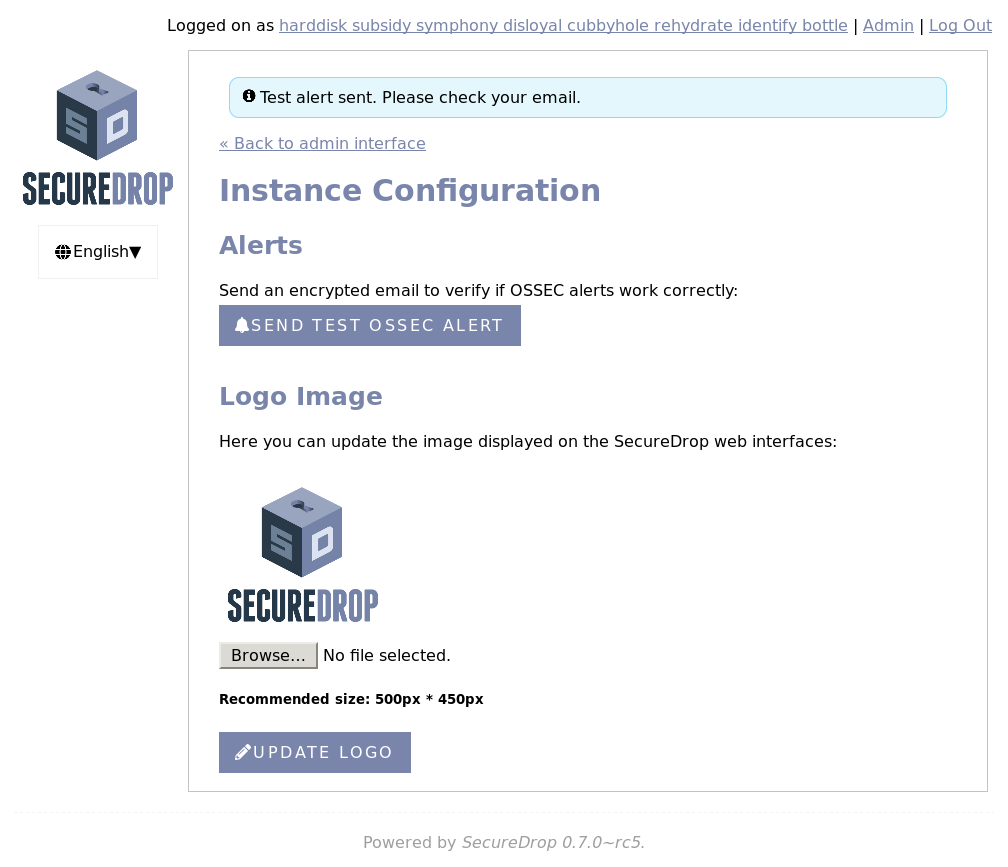 Logged on as harddisk subsidy symphony disloyal cubbyhole rehydrate identify bottle | Admin | Log Out
SD
SECUREDROP
English▼
Test alert sent. Please check your email.
« Back to admin interface
Instance Configuration
Alerts
Send an encrypted email to verify if OSSEC alerts work correctly:
SEND TEST OSSEC ALERT
Logo Image
Here you can update the image displayed on the SecureDrop web interfaces:
SD
SECUREDROP
Browse… No file selected.
Recommended size: 500px * 450px
UPDATE LOGO
Powered by SecureDrop 0.7.0~rc5.